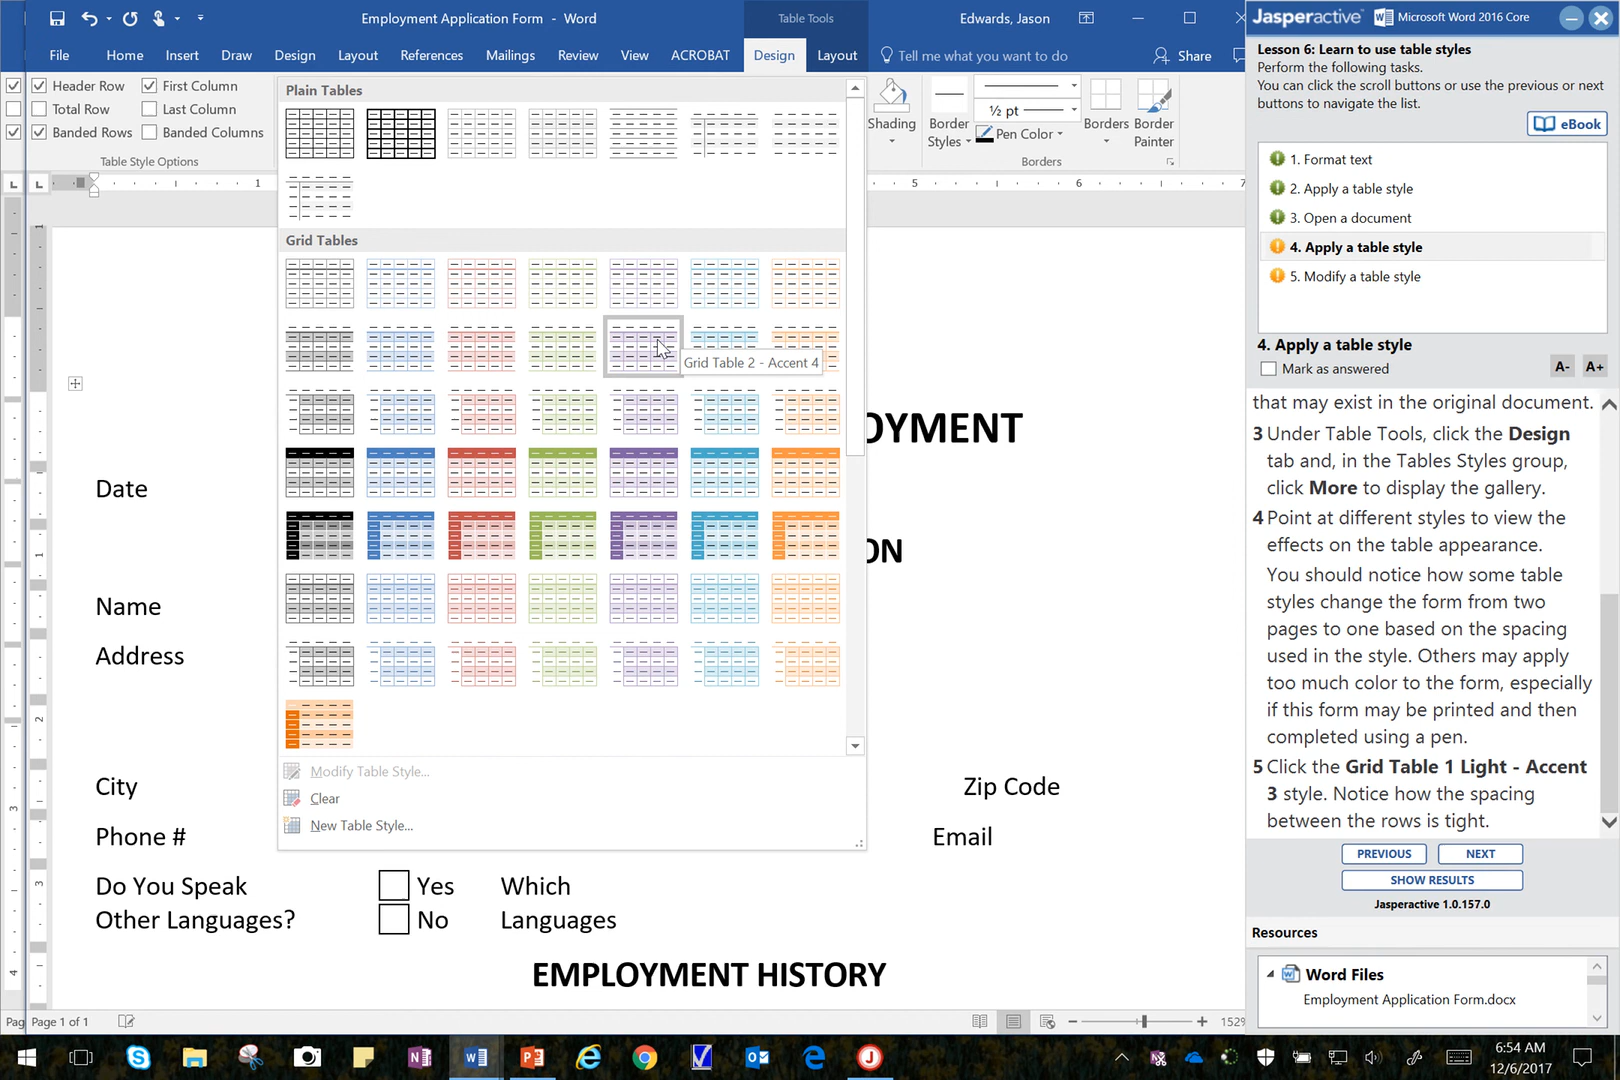 Employment Application Form - Word
Table Tools
Edwards, Jason
File
Home
Insert
Draw
Design
Layout
References
Mailings
Review
View
ACROBAT
Design
Layout
Tell me what you want to do
Share
Header Row
First Column
Total Row
Last Column
Banded Rows
Banded Columns
Table Style Options
Plain Tables
Grid Tables
Grid Table 2 - Accent 4
Modify Table Style...
Clear
New Table Style...
Shading
Border
Styles
½ pt
Pen Color
Borders
Border
Painter
Borders
L
L
1
5
6
7
OYMENT
Date
ON
Name
Address
City
Zip Code
Phone #
Email
Do You Speak
Other Languages?
Yes
No
Which
Languages
EMPLOYMENT HISTORY
Pag
Page 1 of 1
152%
Jasperactive™
Microsoft Word 2016 Core
Lesson 6: Learn to use table styles
Perform the following tasks.
You can click the scroll buttons or use the previous or next
buttons to navigate the list.
eBook
1. Format text
2. Apply a table style
3. Open a document
4. Apply a table style
5. Modify a table style
4. Apply a table style
Mark as answered
A-
A+
that may exist in the original document.
3 Under Table Tools, click the Design
tab and, in the Tables Styles group,
click More to display the gallery.
4 Point at different styles to view the
effects on the table appearance.
You should notice how some table
styles change the form from two
pages to one based on the spacing
used in the style. Others may apply
too much color to the form, especially
if this form may be printed and then
completed using a pen.
5 Click the Grid Table 1 Light - Accent
3 style. Notice how the spacing
between the rows is tight.
PREVIOUS
NEXT
SHOW RESULTS
Jasperactive 1.0.157.0
Resources
Word Files
Employment Application Form.docx
6:54 AM
12/6/2017